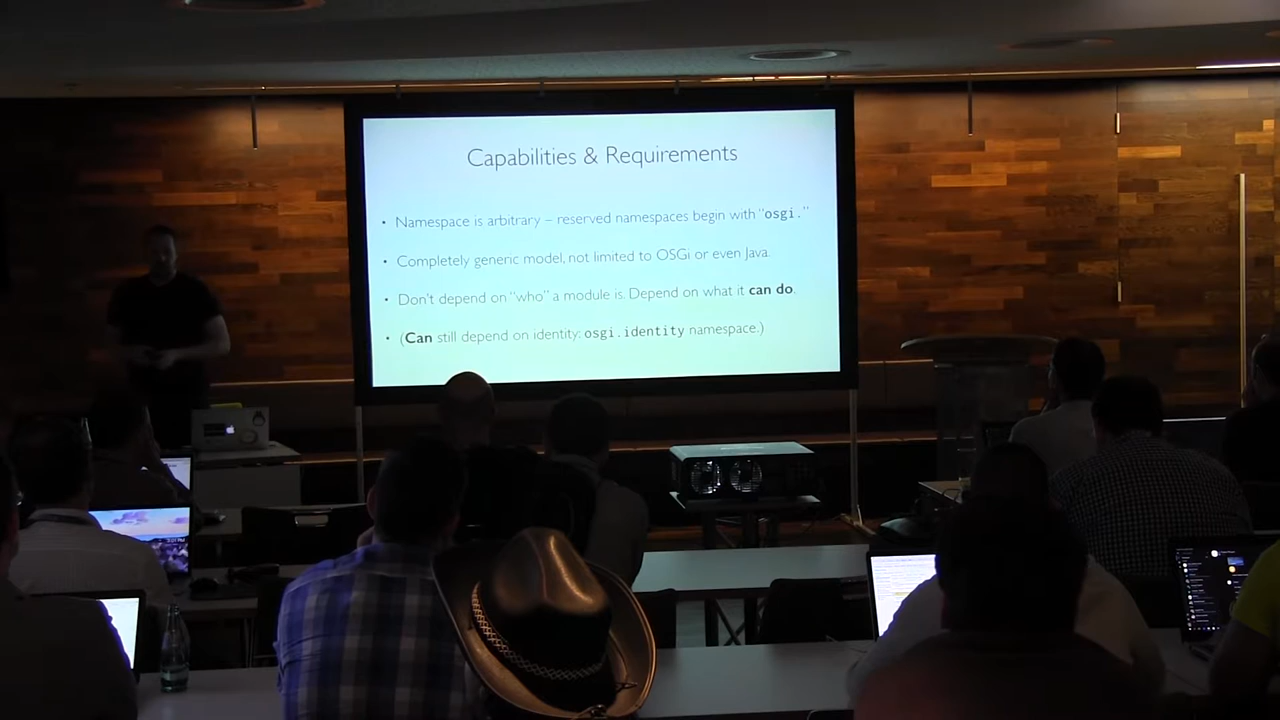 Capabilities & Requirements
• Namespace is arbitrary – reserved namespaces begin with “osgi.”
• Completely generic model, not limited to OSGi or even Java.
• Don't depend on “who” a module is. Depend on what it can do.
• (Can still depend on identity: osgi.identity namespace.)